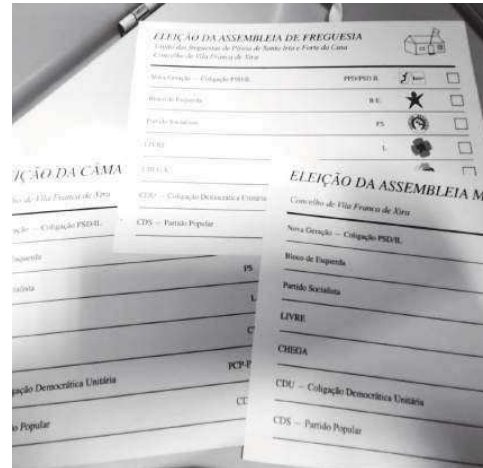 ELEIÇÃO DA ASSEMBLEIA DE FREGUESIA
União das freguesias de Póvoa de Santa Iria e Forte da Casa
Concelho de Vila Franca de Xira
Nova Geração — Coligação PSD/IL PPD/PSD IL
Bloco de Esquerda B.E.
Partido Socialista PS
LIVRE L
CHEGA
CDU — Coligação Democrática Unitária
CDS — Partido Popular
IÇÃO DA CÂMA
de Vila Franca de Xira
ção — Coligação PSD/IL
squerda
ialista
PS
L
PCP-P
gação Democrática Unitária
CD
o Popular
ELEIÇÃO DA ASSEMBLEIA M
Concelho de Vila Franca de Xira
Nova Geração — Coligação PSD/IL
Bloco de Esquerda
Partido Socialista
LIVRE
CHEGA
CDU — Coligação Democrática Unitária
CDS — Partido Popular